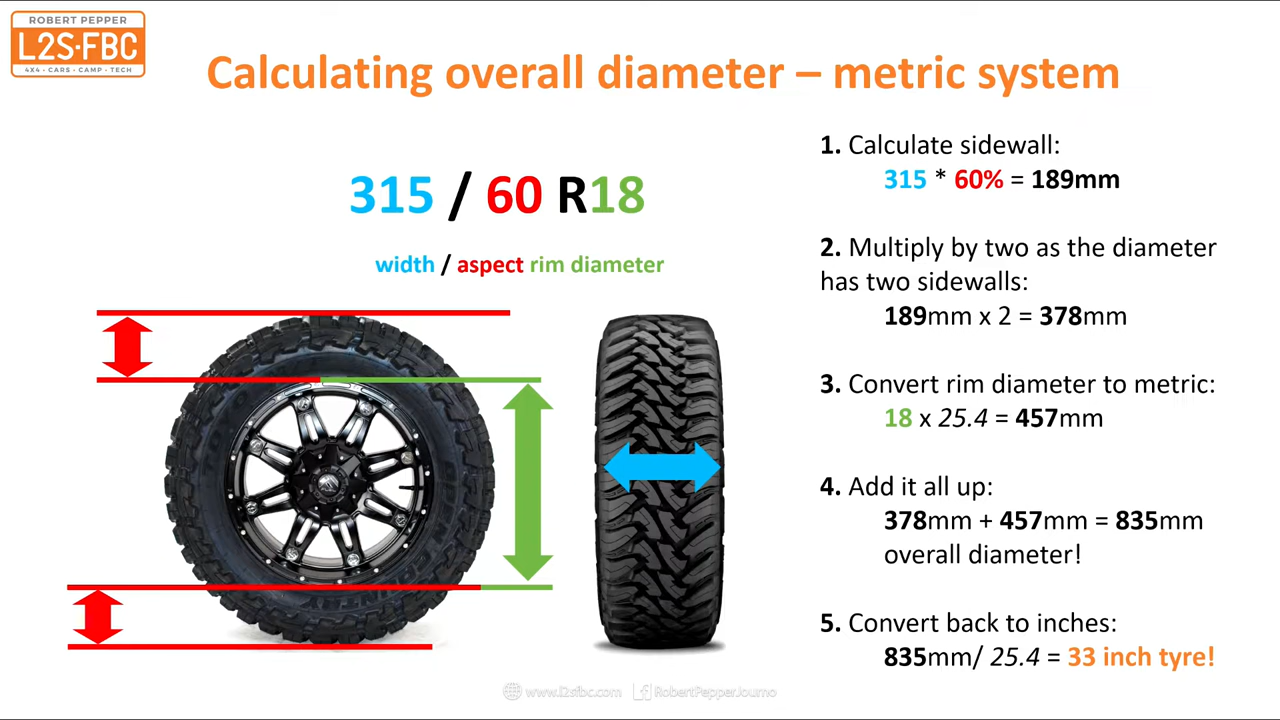 ROBERT PEPPER
L2S·FBC
4X4 • CARS • CAMP • TECH
Calculating overall diameter – metric system
315 / 60 R18
width / aspect rim diameter
1. Calculate sidewall:
315 * 60% = 189mm
2. Multiply by two as the diameter
has two sidewalls:
189mm x 2 = 378mm
3. Convert rim diameter to metric:
18 x 25.4 = 457mm
4. Add it all up:
378mm + 457mm = 835mm
overall diameter!
5. Convert back to inches:
835mm/ 25.4 = 33 inch tyre!
www.l2sfbc.com RobertPepperJourno